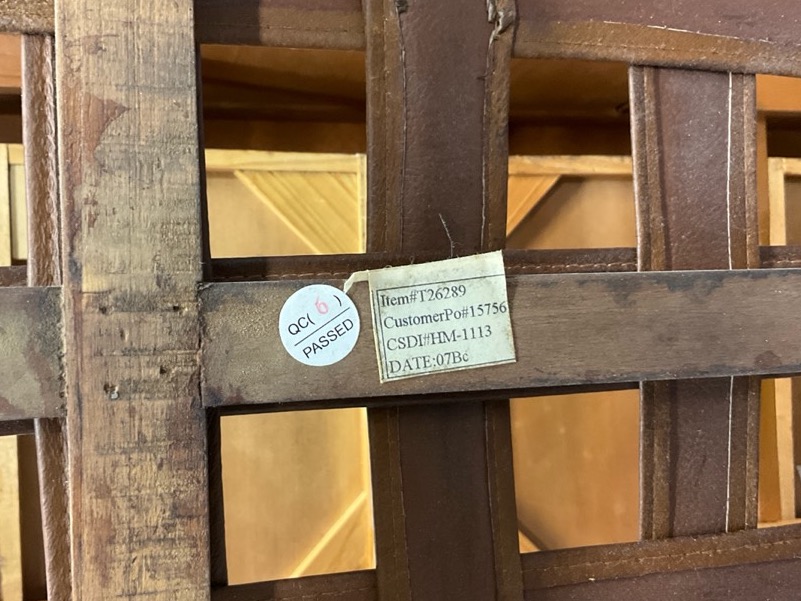 QC( 6 )
PASSED
Item#T26289
CustomerPo#15756
CSDI#HM-1113
DATE:07Bc